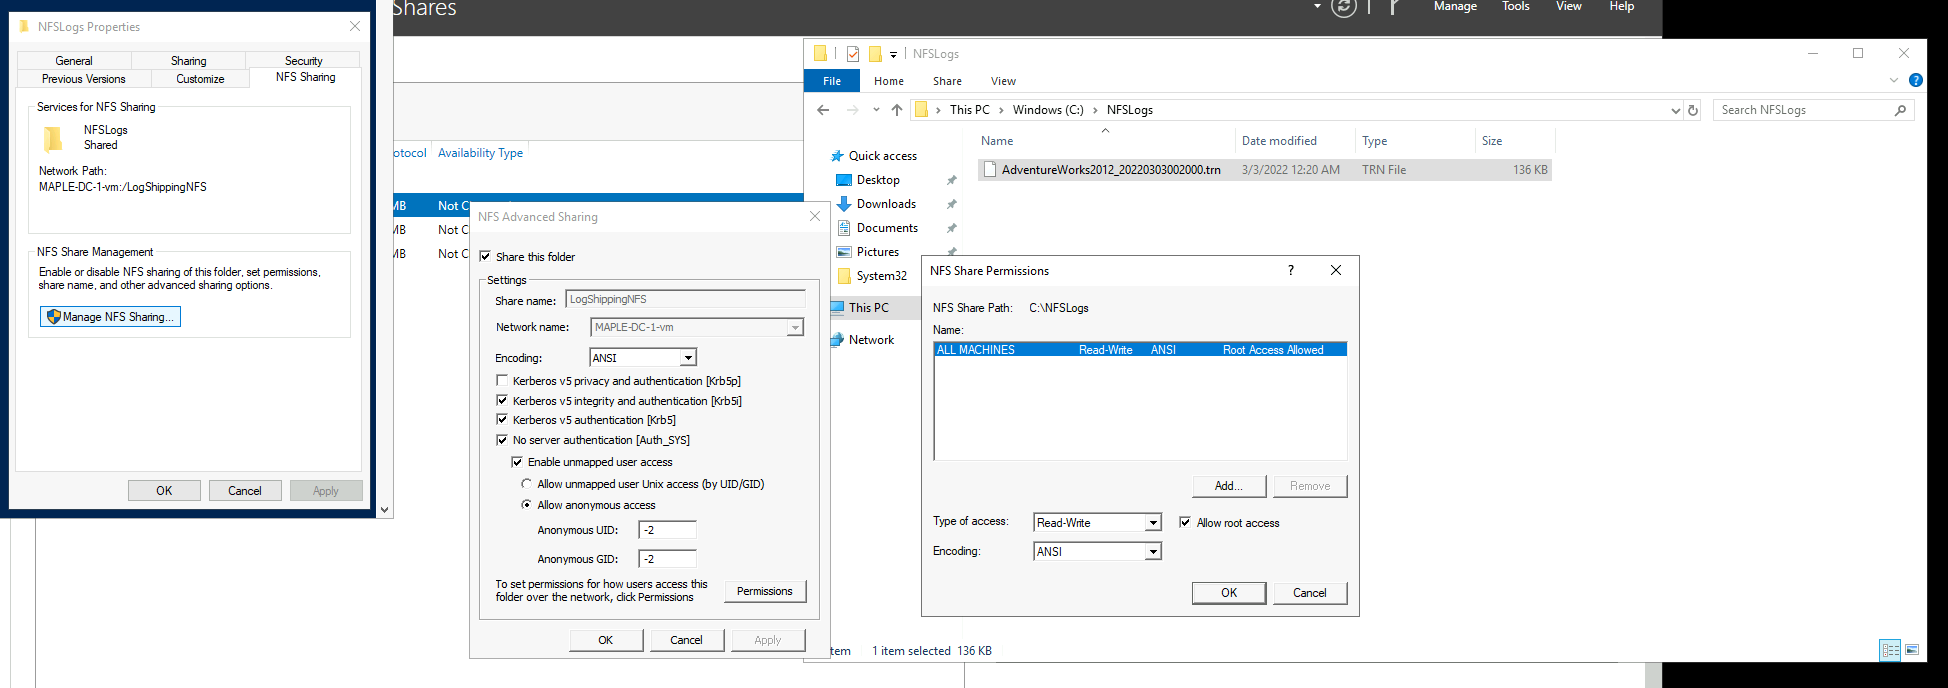 NFSLogs Properties
General
Sharing
Security
Previous Versions
Customize
NFS Sharing
Services for NFS Sharing
NFSLogs
Shared
Network Path:
MAPLE-DC-1-vm:/LogShippingNFS
NFS Share Management
Enable or disable NFS sharing of this folder, set permissions,
share name, and other advanced sharing options.
Manage NFS Sharing...
OK
Cancel
Apply
Shares
Manage
Tools
View
Help
otocol
Availability Type
MB
Not C
MB
Not C
MB
Not C
NFS Advanced Sharing
Share this folder
Settings
Share name:
LogShippingNFS
Network name:
MAPLE-DC-1-vm
Encoding:
ANSI
Kerberos v5 privacy and authentication [Krb5p]
Kerberos v5 integrity and authentication [Krb5i]
Kerberos v5 authentication [Krb5]
No server authentication [Auth_SYS]
Enable unmapped user access
Allow unmapped user Unix access (by UID/GID)
Allow anonymous access
Anonymous UID:
-2
Anonymous GID:
-2
To set permissions for how users access this
folder over the network, click Permissions
Permissions
OK
Cancel
Apply
NFSLogs
File
Home
Share
View
?
This PC
Windows (C:)
NFSLogs
Search NFSLogs
Name
Date modified
Type
Size
Quick access
Desktop
Downloads
Documents
Pictures
System32
This PC
Network
AdventureWorks2012_20220303002000.trn
3/3/2022 12:20 AM
TRN File
136 KB
NFS Share Permissions
?
NFS Share Path:
C:\NFSLogs
Name:
ALL MACHINES
Read-Write
ANSI
Root Access Allowed
Add...
Remove
Type of access:
Read-Write
Allow root access
Encoding:
ANSI
OK
Cancel
tem
1 item selected
136 KB